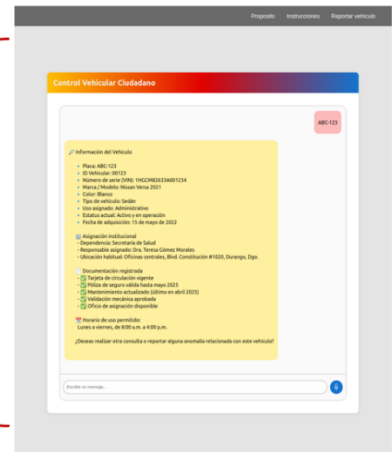 Proposito Instrucciones Reportar vehiculo
Control Vehicular Ciudadano
ABC-123
🔎 Información del Vehículo
Placa: ABC-123
ID Vehicular: 00123
Número de serie (VIN): 1HGCM82633A001234
Marca / Modelo: Nissan Versa 2021
Color: Blanco
Tipo de vehículo: Sedán
Uso asignado: Administrativo
Estatus actual: Activo y en operación
Fecha de adquisición: 15 de mayo de 2022
Asignación institucional
-Dependencia: Secretaría de Salud
-Responsable asignado: Dra. Teresa Gómez Morales
-Ubicación habitual: Oficinas centrales, Blvd. Constitución #1020, Durango, Dgo.
Documentación registrada
-✅ Tarjeta de circulación vigente
-✅ Póliza de seguro válida hasta mayo 2025
-✅ Mantenimiento actualizado (último en abril 2025)
-✅ Validación mecánica aprobada
-✅ Oficio de asignación disponible
📅 Horario de uso permitido:
Lunes a viernes, de 8:00 a.m. a 4:00 p.m.
¿Deseas realizar otra consulta o reportar alguna anomalía relacionada con este vehículo?
Escribe un mensaje...